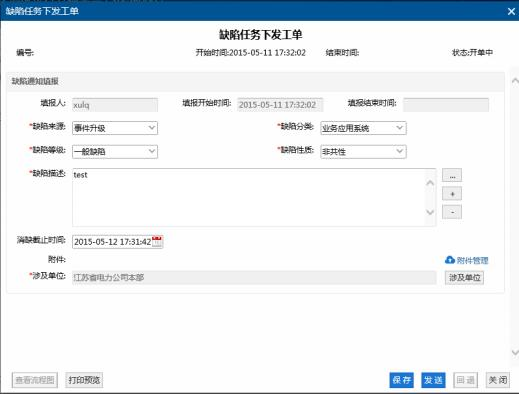 缺陷任务下发工单
缺陷任务下发工单
编号: 开始时间:2015-05-11 17:32:02 结束时间: 状态:开单中
缺陷通知填报
填报人: xulq 填报开始时间: 2015-05-11 17:32:02 填报结束时间:
*缺陷来源: 事件升级 *缺陷分类: 业务应用系统
*缺陷等级: 一般缺陷 *缺陷性质: 非共性
*缺陷描述: test ...
+
-
消缺截止时间: 2015-05-12 17:31:42
附件: 附件管理
*涉及单位: 江苏省电力公司本部 涉及单位
查看流程图 打印预览 保存 发送 回退 关闭